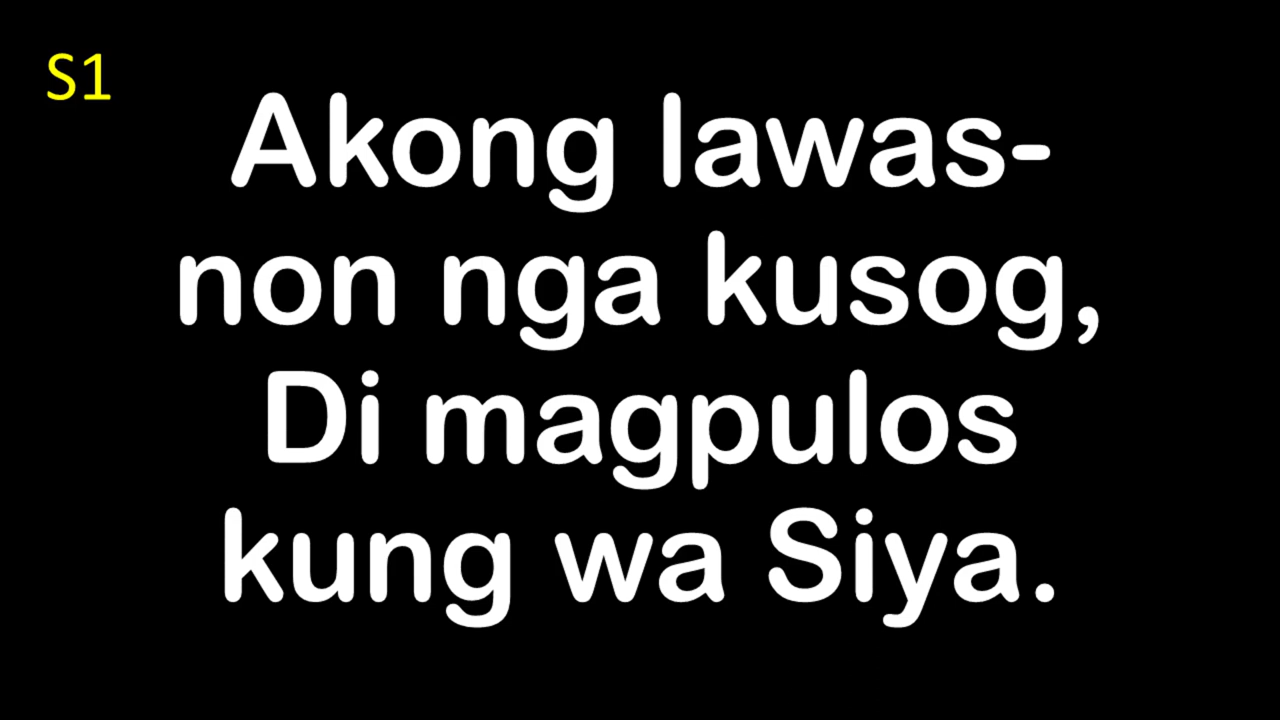 S1
Akong lawas-
non nga kusog,
Di magpulos
kung wa Siya.